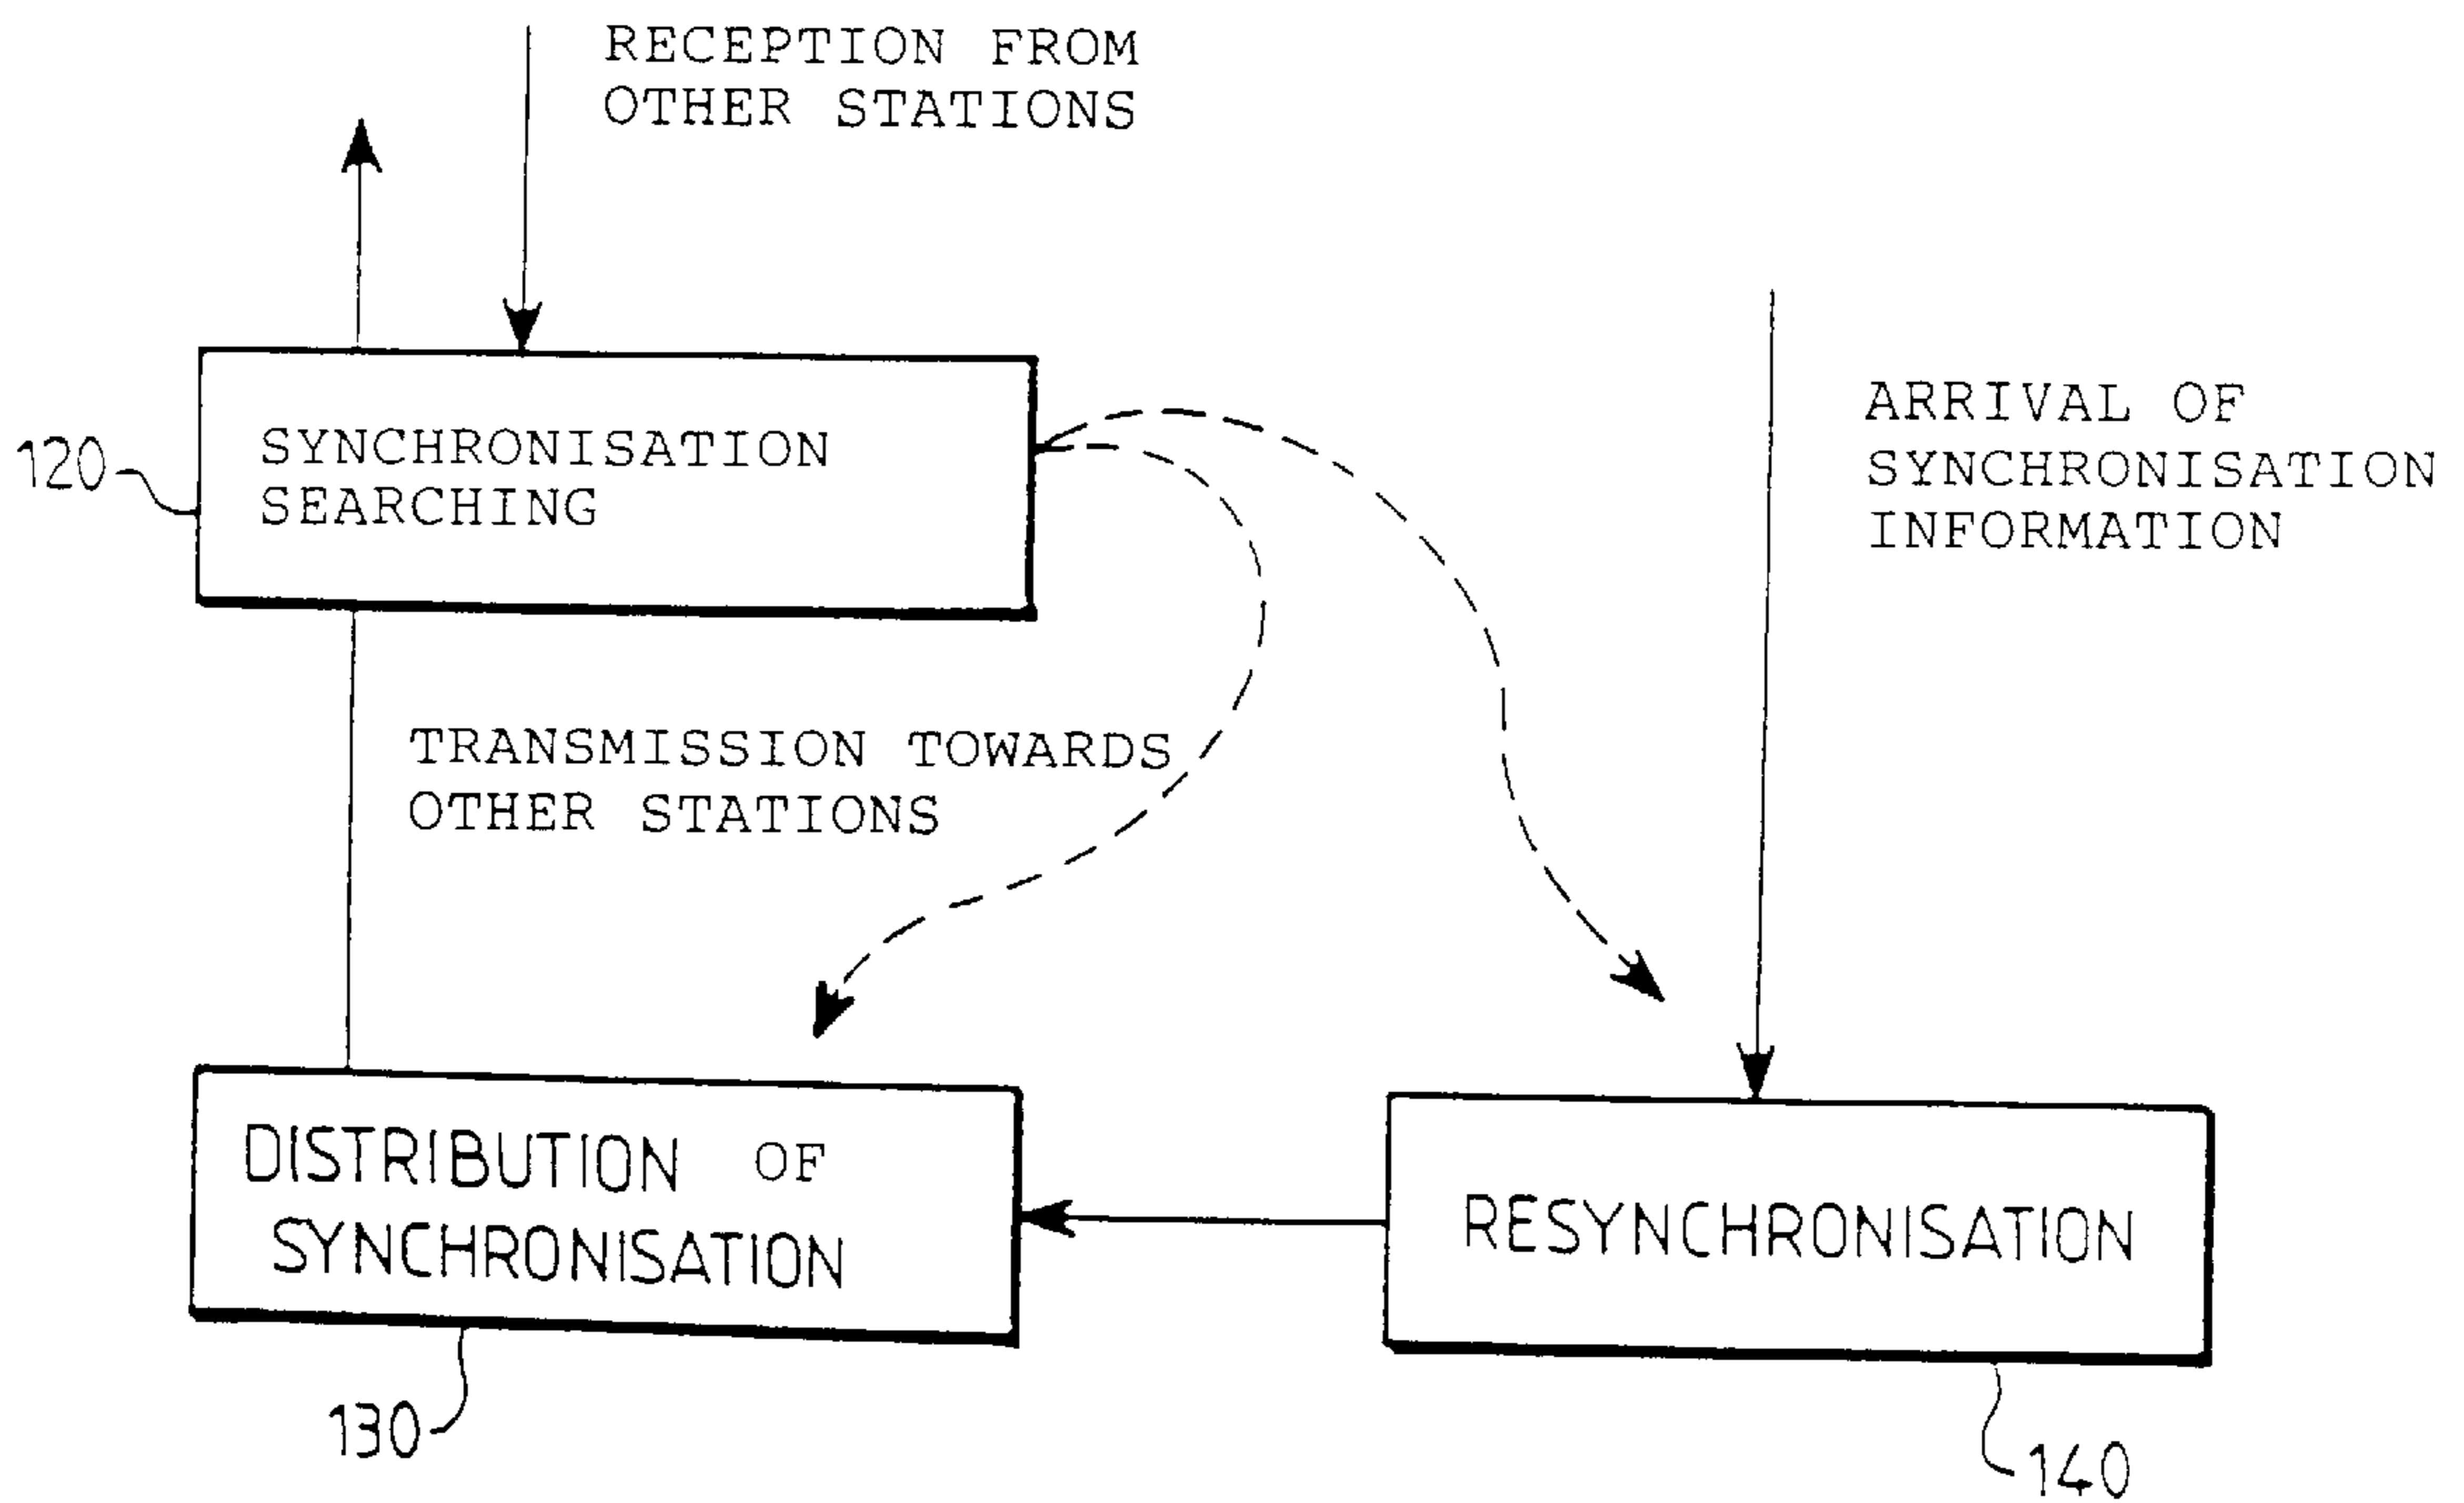 RECEPTION FROM
OTHER STATIONS
ARRIVAL OF
SYNCHRONISATION
INFORMATION
120
SYNCHRONISATION
SEARCHING
TRANSMISSION TOWARDS
OTHER STATIONS
DISTRIBUTION OF
SYNCHRONISATION
RESYNCHRONISATION
130
140